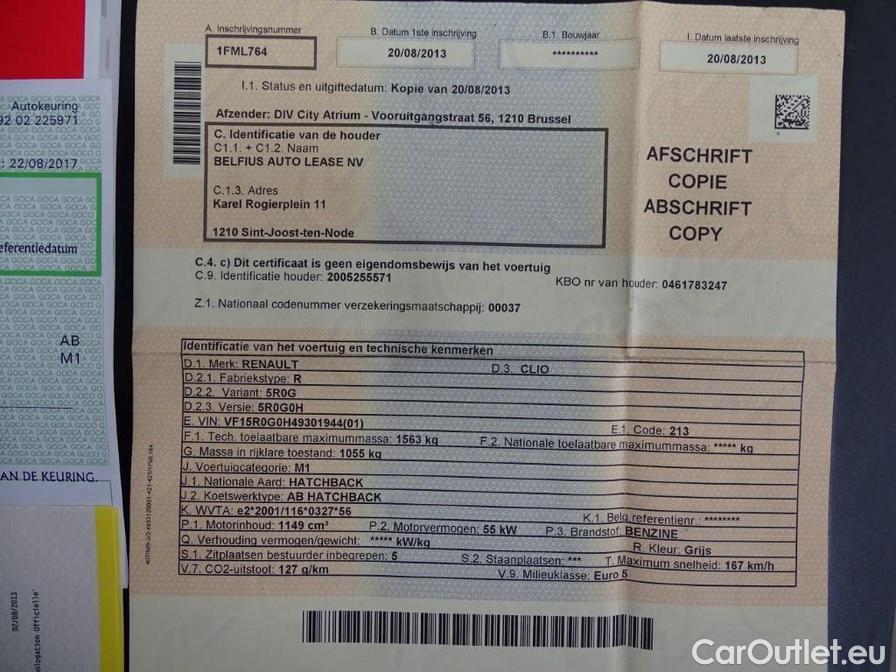 A. Inschrijvingsnummer
1FML764
B. Datum 1ste inschrijving
20/08/2013
B.1. Bouwjaar
**********
I. Datum laatste inschrijving
20/08/2013
I.1. Status en uitgiftedatum: Kopie van 20/08/2013
Afzender: DIV City Atrium - Vooruitgangstraat 56, 1210 Brussel
C. Identificatie van de houder
C1.1. + C1.2. Naam
BELFIUS AUTO LEASE NV
C.1.3. Adres
Karel Rogierplein 11
1210 Sint-Joost-ten-Node
AFSCHRIFT
COPIE
ABSCHRIFT
COPY
C.4. c) Dit certificaat is geen eigendomsbewijs van het voertuig
C.9. Identificatie houder: 2005255571
KBO nr van houder: 0461783247
Z.1. Nationaal codenummer verzekeringsmaatschappij: 00037
Identificatie van het voertuig en technische kenmerken
D.1. Merk: RENAULT
D.3. CLIO
D.2.1. Fabriekstype: R
D.2.2. Variant: 5R0G
D.2.3. Versie: 5R0G0H
E. VIN: VF15R0G0H49301944(01)
E.1. Code: 213
F.1. Tech. toelaatbare maximummassa: 1563 kg
F.2. Nationale toelaatbare maximummassa: ***** kg
G. Massa in rijklare toestand: 1055 kg
J. Voertuigcategorie: M1
J.1. Nationale Aard: HATCHBACK
J.2. Koetswerktype: AB HATCHBACK
K. WVTA: e2*2001/116*0327*56
K.1. Belg.referentienr.: ********
P.1. Motorinhoud: 1149 cm³
P.2. Motorvermogen: 55 kW
P.3. Brandstof: BENZINE
Q. Verhouding vermogen/gewicht: ***** kW/kg
R. Kleur: Grijs
S.1. Zitplaatsen bestuurder inbegrepen: 5
S.2. Staanplaatsen: ***
T. Maximum snelheid: 167 km/h
V.7. CO2-uitstoot: 127 g/km
V.9. Milieuklasse: Euro 5
Autokeuring
92 02 225971
: 22/08/2017
eferentiedatum
AB
M1
AN DE KEURING.
02/08/2013
ologation Officielle'
CarOutlet.eu